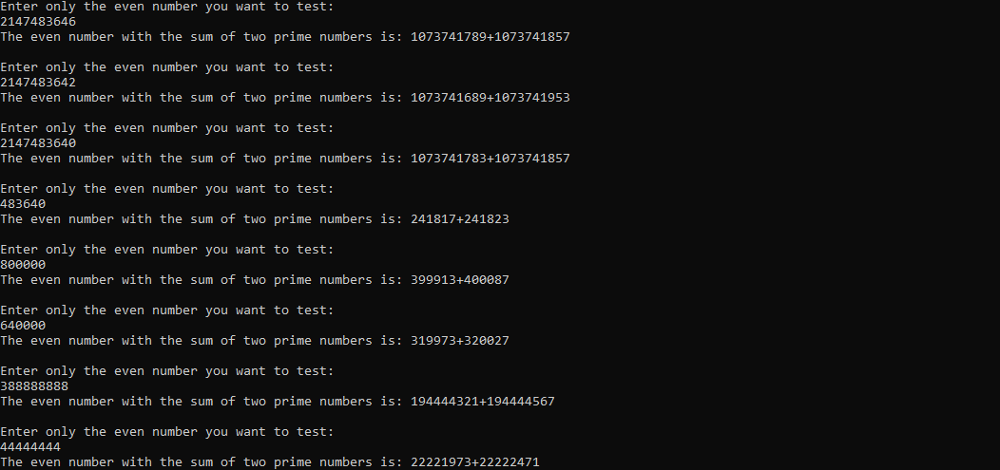 Enter only the even number you want to test:
2147483646
The even number with the sum of two prime numbers is: 1073741789+1073741857
Enter only the even number you want to test:
2147483642
The even number with the sum of two prime numbers is: 1073741689+1073741953
Enter only the even number you want to test:
2147483640
The even number with the sum of two prime numbers is: 1073741783+1073741857
Enter only the even number you want to test:
483640
The even number with the sum of two prime numbers is: 241817+241823
Enter only the even number you want to test:
800000
The even number with the sum of two prime numbers is: 399913+400087
Enter only the even number you want to test:
640000
The even number with the sum of two prime numbers is: 319973+320027
Enter only the even number you want to test:
388888888
The even number with the sum of two prime numbers is: 194444321+194444567
Enter only the even number you want to test:
44444444
The even number with the sum of two prime numbers is: 22221973+22222471